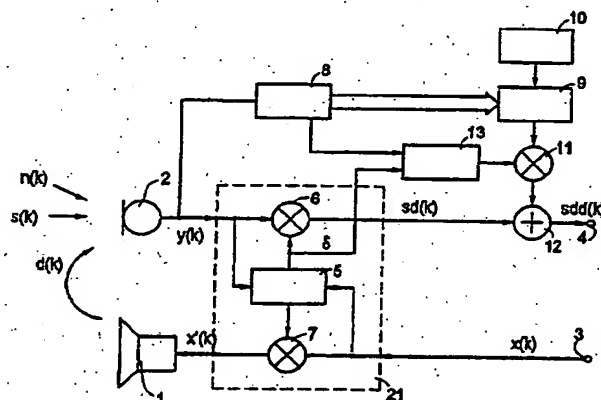 10
8
9
13
11
n(k)
2
6
s(k)
sd(k)
sdd(k)
y(k)
δ
12
4
d(k)
5
7
3
x'(k)
x(k)
1
21